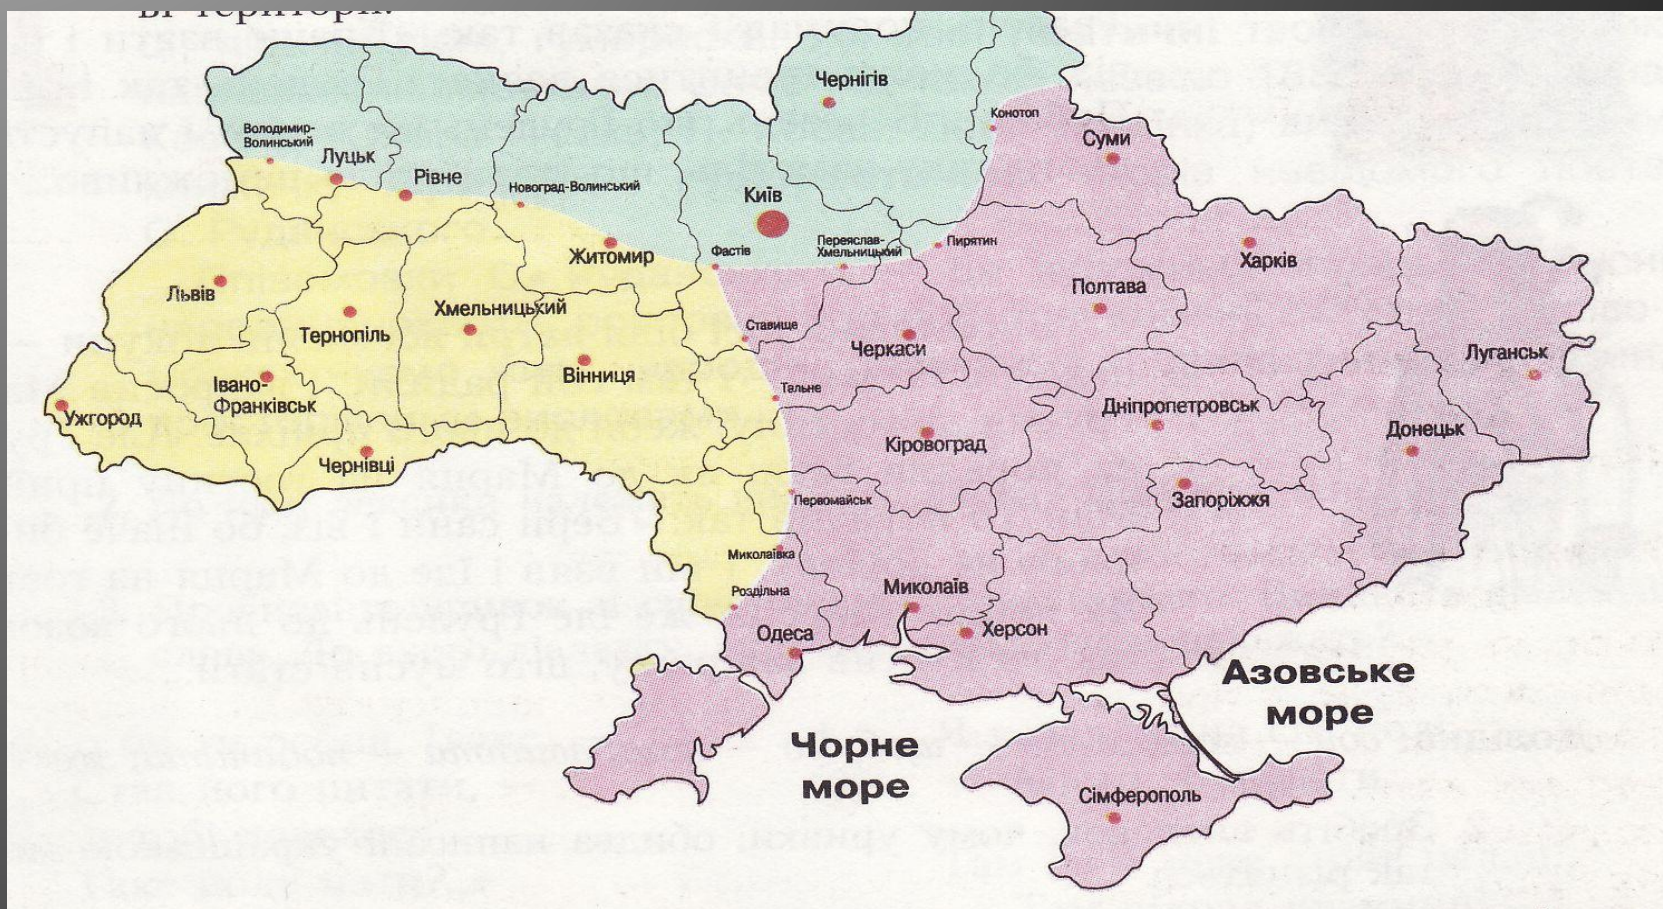 ві території.
Чернігів
Конотоп
Суми
Володимир-
Волинський
Луцьк
Рівне
Новоград-Волинський
Київ
Житомир
Фастів
Переяслав-
Хмельницький
Пирятин
Харків
Львів
Тернопіль
Хмельницький
Полтава
Ставище
Черкаси
Луганськ
Вінниця
Івано-
Франківськ
Тальне
Ужгород
Дніпропетровськ
Донецьк
Кіровоград
Чернівці
Первомайськ
Запоріжжя
Миколаївка
Роздільна
Миколаїв
Одеса
Херсон
Азовське
море
Чорне
море
Сімферополь